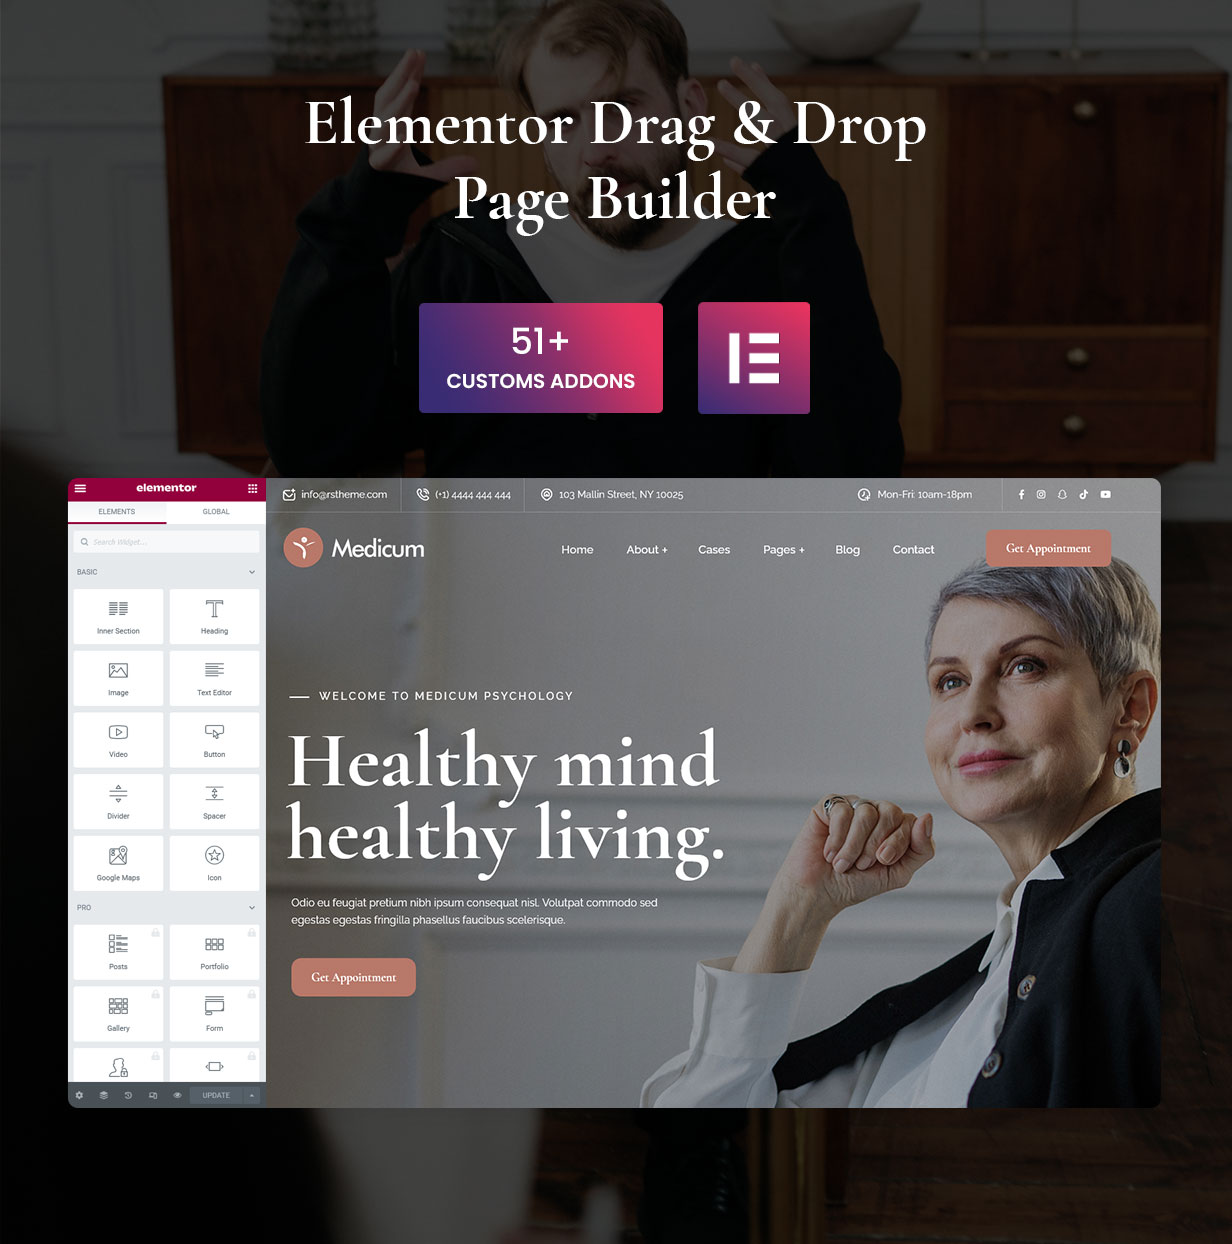 Elementor Drag & Drop
Page Builder
51+
CUSTOMS ADDONS
elementor
ELEMENTS GLOBAL
Search Widget...
BASIC
Inner Section Heading
Image Text Editor
Video Button
Divider Spacer
Google Maps Icon
PRO
Posts Portfolio
Gallery Form
UPDATE
info@rstheme.com (+1) 4444 444 444 103 Mallin Street, NY 10025 Mon-Fri: 10am-18pm
Medicum Home About + Cases Pages + Blog Contact Get Appointment
WELCOME TO MEDICUM PSYCHOLOGY
Healthy mind
healthy living.
Odio eu feugiat pretium nibh ipsum consequat nisl. Volutpat commodo sed
egestas egestas fringilla phasellus faucibus scelerisque.
Get Appointment